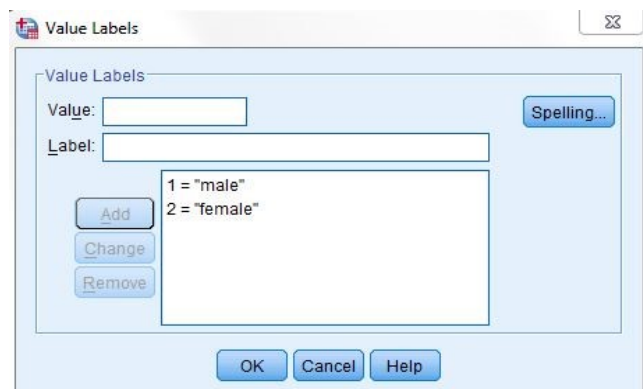 Value Labels
Value Labels
Value:
Spelling...
Label:
1 = "male"
2 = "female"
Add
Change
Remove
OK Cancel Help